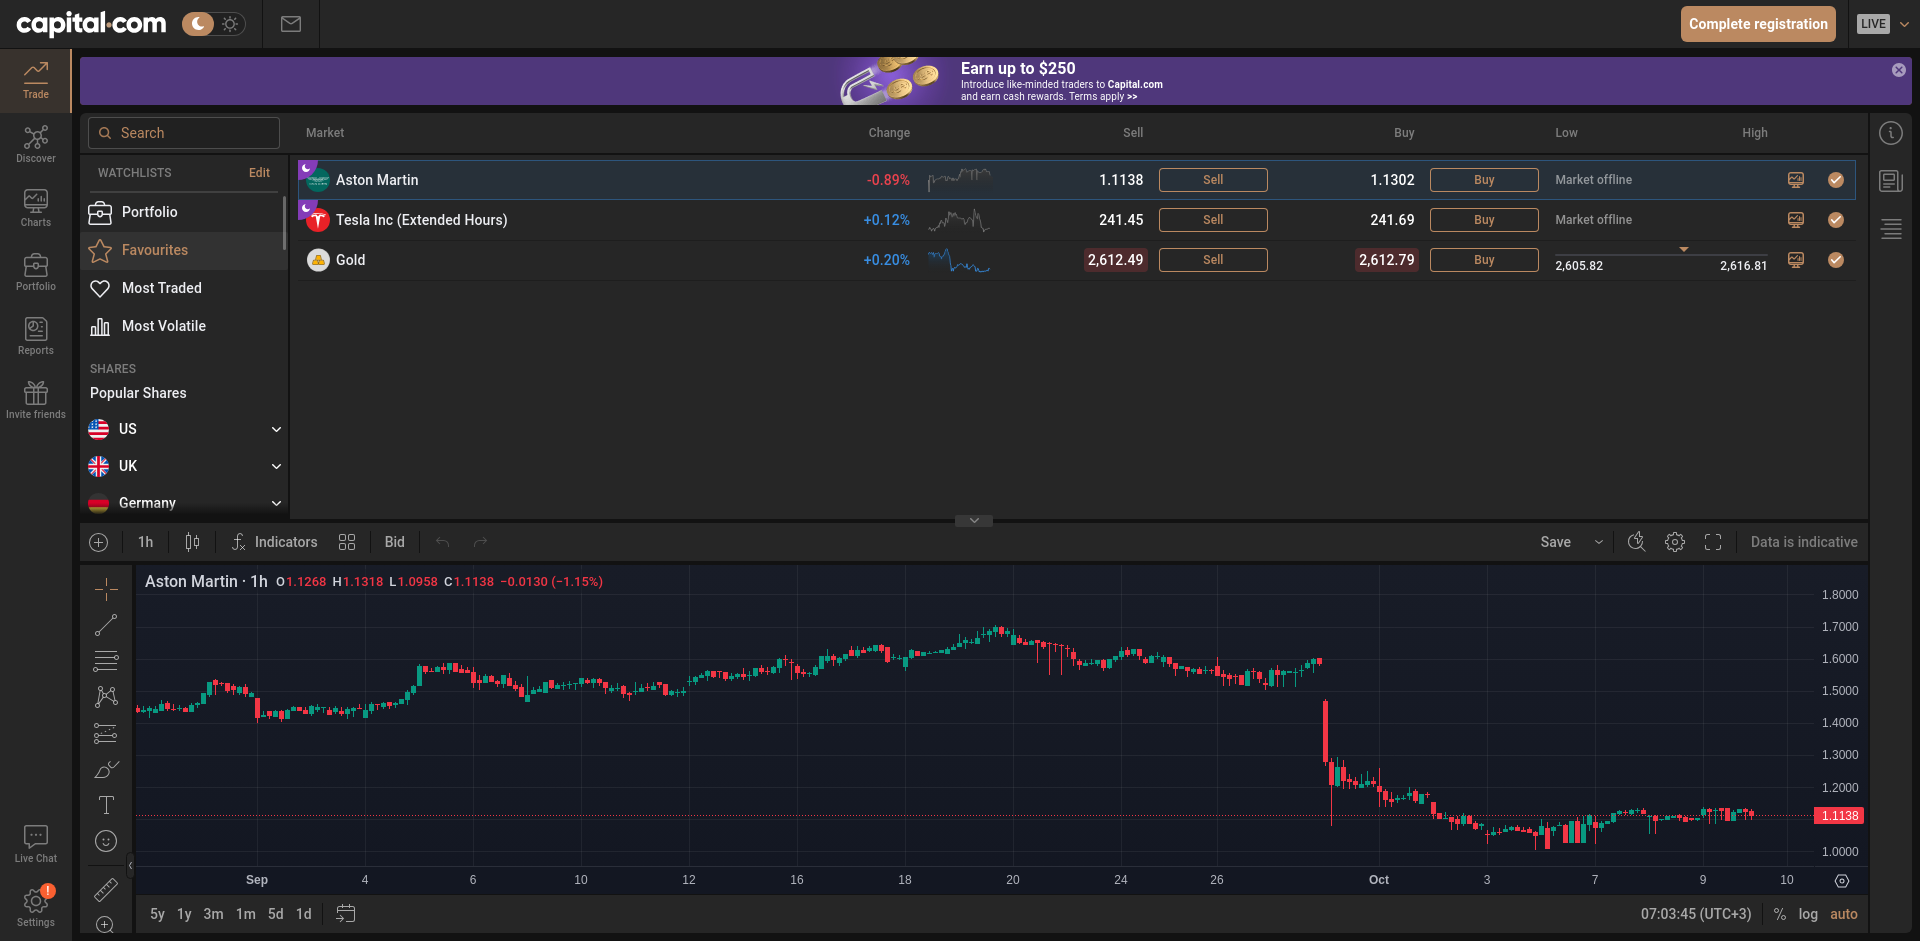 capital.com
Complete registration
LIVE
Earn up to $250
Introduce like-minded traders to Capital.com
and earn cash rewards. Terms apply >>
Trade
Discover
Charts
Portfolio
Reports
Invite friends
Live Chat
!
Settings
Search
WATCHLISTS Edit
Portfolio
Favourites
Most Traded
Most Volatile
SHARES
Popular Shares
US
UK
Germany
Market Change Sell Buy Low High
Aston Martin -0.89% 1.1138 Sell 1.1302 Buy Market offline
Tesla Inc (Extended Hours) +0.12% 241.45 Sell 241.69 Buy Market offline
Gold +0.20% 2,612.49 Sell 2,612.79 Buy 2,605.82 2,616.81
1h Indicators Bid Save Data is indicative
Aston Martin · 1h O1.1268 H1.1318 L1.0958 C1.1138 −0.0130 (−1.15%)
1.8000
1.7000
1.6000
1.5000
1.4000
1.3000
1.2000
1.1138
1.0000
Sep 4 6 10 12 16 18 20 24 26 Oct 3 7 9 10
5y 1y 3m 1m 5d 1d 07:03:45 (UTC+3) % log auto